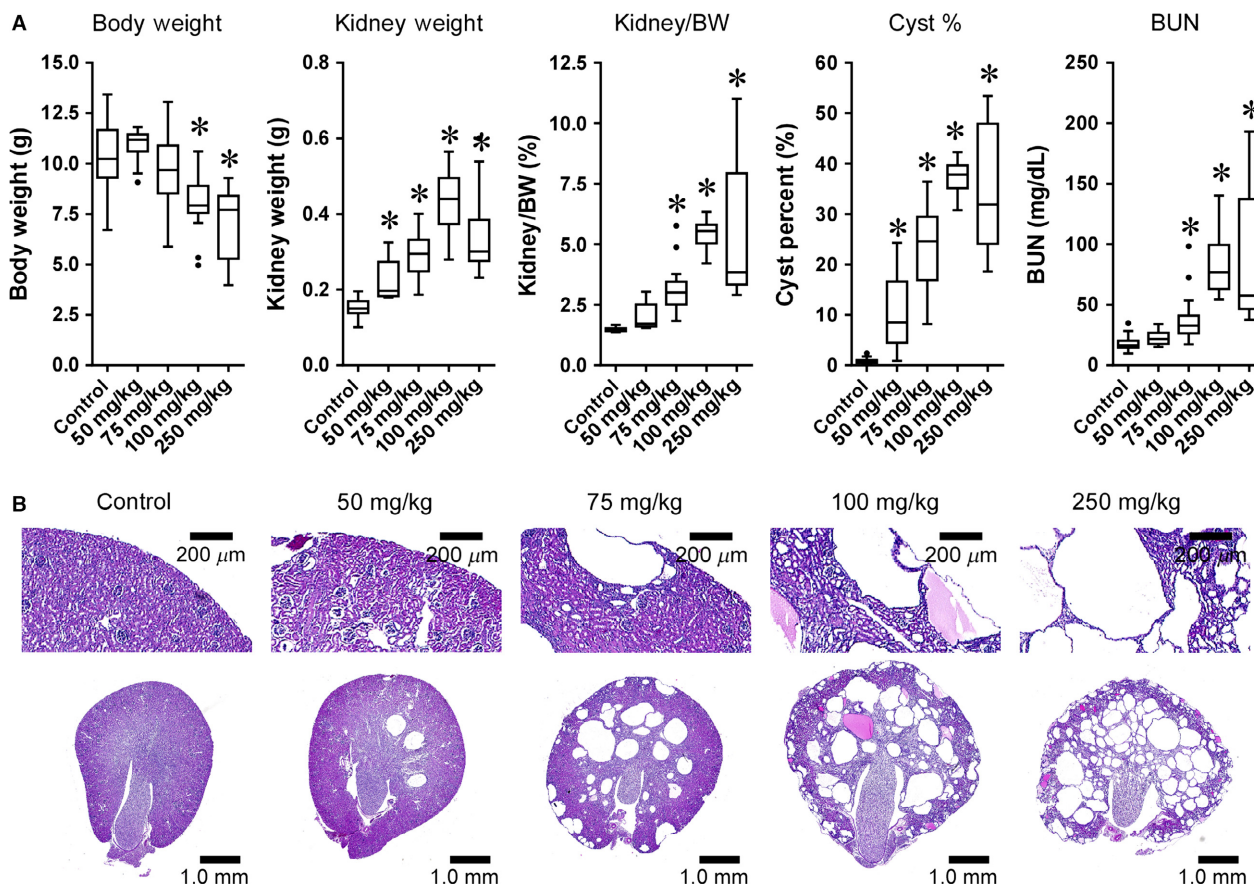 A
Body weight
Kidney weight
Kidney/BW
Cyst %
BUN
Body weight (g)
15.0
12.5
10.0
7.5
5.0
2.5
0.0
*
*
Control
50 mg/kg
75 mg/kg
100 mg/kg
250 mg/kg
Kidney weight (g)
0.8
0.6
0.4
0.2
0.0
*
*
*
*
Control
50 mg/kg
75 mg/kg
100 mg/kg
250 mg/kg
Kidney/BW (%)
12.5
10.0
7.5
5.0
2.5
0.0
*
*
*
Control
50 mg/kg
75 mg/kg
100 mg/kg
250 mg/kg
Cyst percent (%)
60
50
40
30
20
10
0
*
*
*
*
Control
50 mg/kg
75 mg/kg
100 mg/kg
250 mg/kg
BUN (mg/dL)
250
200
150
100
50
0
*
*
*
Control
50 mg/kg
75 mg/kg
100 mg/kg
250 mg/kg
B
Control
50 mg/kg
75 mg/kg
100 mg/kg
250 mg/kg
200 μm
200 μm
200 μm
200 μm
200 μm
1.0 mm
1.0 mm
1.0 mm
1.0 mm
1.0 mm